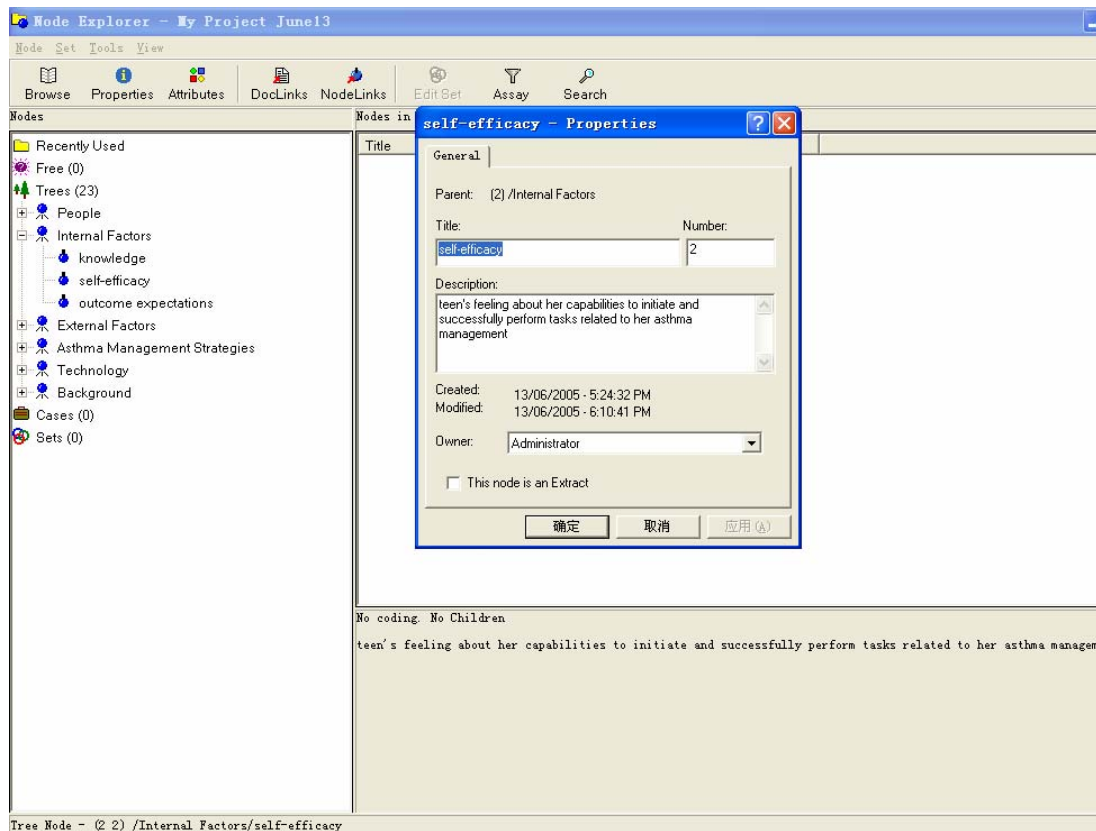 Node Explorer - My Project June13
Node Set Tools View
Browse Properties Attributes DocLinks NodeLinks Edit Set Assay Search
Nodes
Recently Used
Free (0)
Trees (23)
People
Internal Factors
knowledge
self-efficacy
outcome expectations
External Factors
Asthma Management Strategies
Technology
Background
Cases (0)
Sets (0)
Nodes in
Title
self-efficacy - Properties
General
Parent: (2) /Internal Factors
Title: Number:
self-efficacy 2
Description:
teen's feeling about her capabilities to initiate and
successfully perform tasks related to her asthma
management
Created: 13/06/2005 - 5:24:32 PM
Modified: 13/06/2005 - 6:10:41 PM
Owner: Administrator
This node is an Extract
确定 取消 应用(A)
No coding. No Children
teen's feeling about her capabilities to initiate and successfully perform tasks related to her asthma managem
Tree Node - (2 2) /Internal Factors/self-efficacy